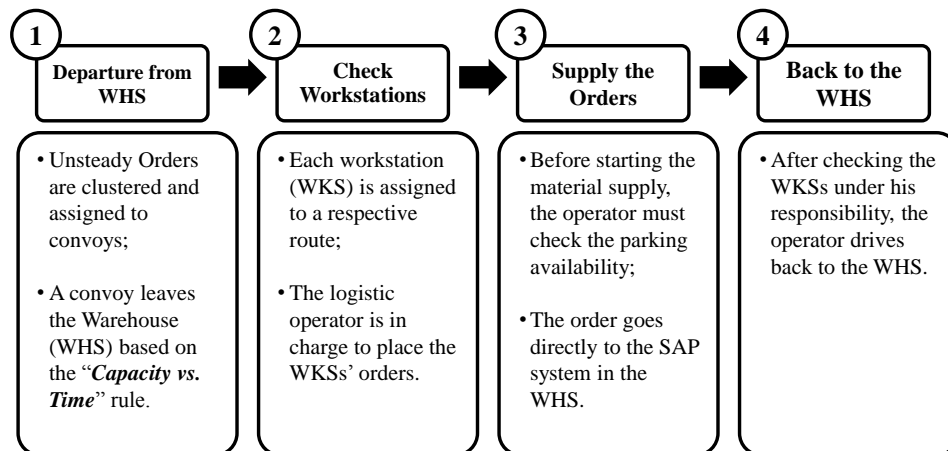 1
Departure from
WHS
• Unsteady Orders
are clustered and
assigned to
convoys;
• A convoy leaves
the Warehouse
(WHS) based on
the “Capacity vs.
Time” rule.
2
Check
Workstations
• Each workstation
(WKS) is assigned
to a respective
route;
• The logistic
operator is in
charge to place the
WKSs’ orders.
3
Supply the
Orders
• Before starting the
material supply,
the operator must
check the parking
availability;
• The order goes
directly to the SAP
system in the
WHS.
4
Back to the
WHS
• After checking the
WKSs under his
responsibility, the
operator drives
back to the WHS.